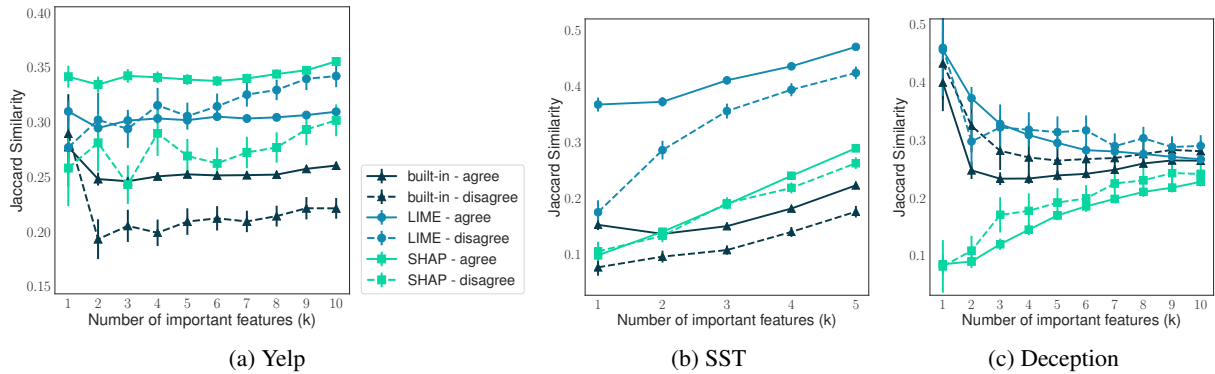 0.40
0.35
0.30
0.25
0.20
0.15
Jaccard Similarity
1 2 3 4 5 6 7 8 9 10
Number of important features (k)
(a) Yelp
built-in - agree
built-in - disagree
LIME - agree
LIME - disagree
SHAP - agree
SHAP - disagree
0.5
0.4
0.3
0.2
0.1
Jaccard Similarity
1 2 3 4 5
Number of important features (k)
(b) SST
0.5
0.4
0.3
0.2
0.1
Jaccard Similarity
1 2 3 4 5 6 7 8 9 10
Number of important features (k)
(c) Deception